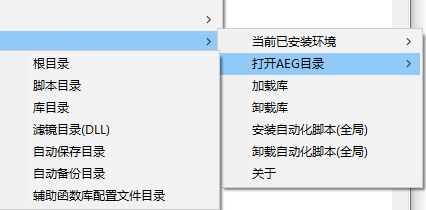 当前已安装环境
打开AEG目录
加载库
卸载库
安装自动化脚本(全局)
卸载自动化脚本(全局)
关于
根目录
脚本目录
库目录
滤镜目录(DLL)
自动保存目录
自动备份目录
辅助函数库配置文件目录